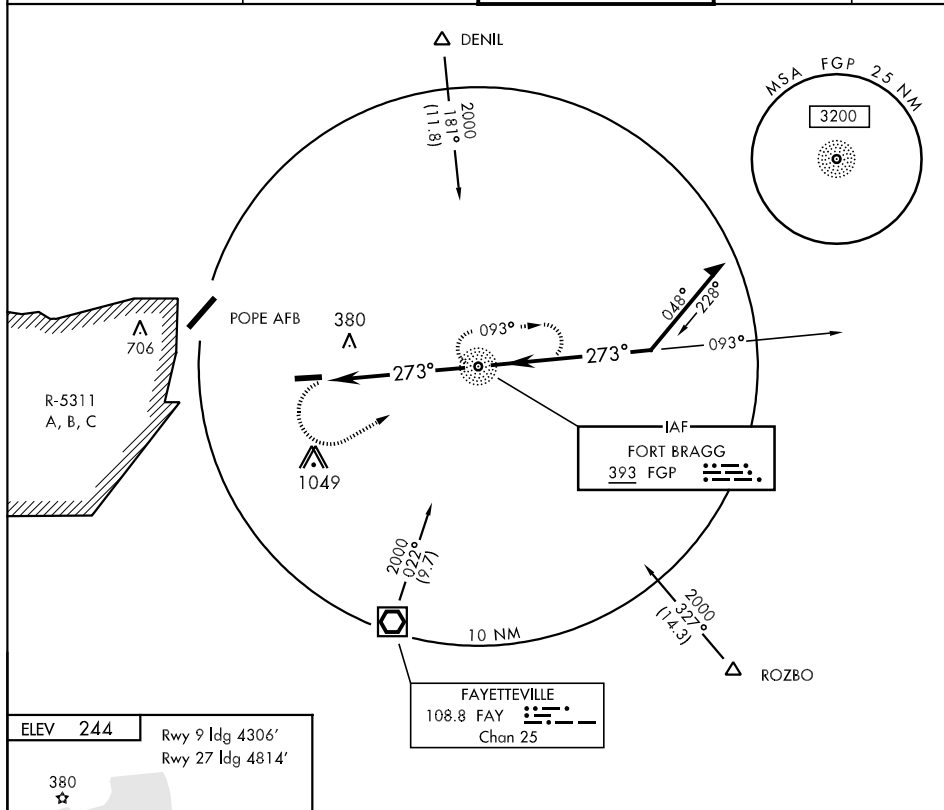 DENIL
2000
181°
(11.8)
MSA FGP 25 NM
3200
048°
228°
POPE AFB
380
706
093°
273°
273°
093°
R-5311
A, B, C
IAF
FORT BRAGG
393 FGP
1049
2000
022°
(9.7)
2000
327°
(14.3)
10 NM
ROZBO
FAYETTEVILLE
108.8 FAY
Chan 25
ELEV 244
Rwy 9 ldg 4306'
Rwy 27 ldg 4814'
380